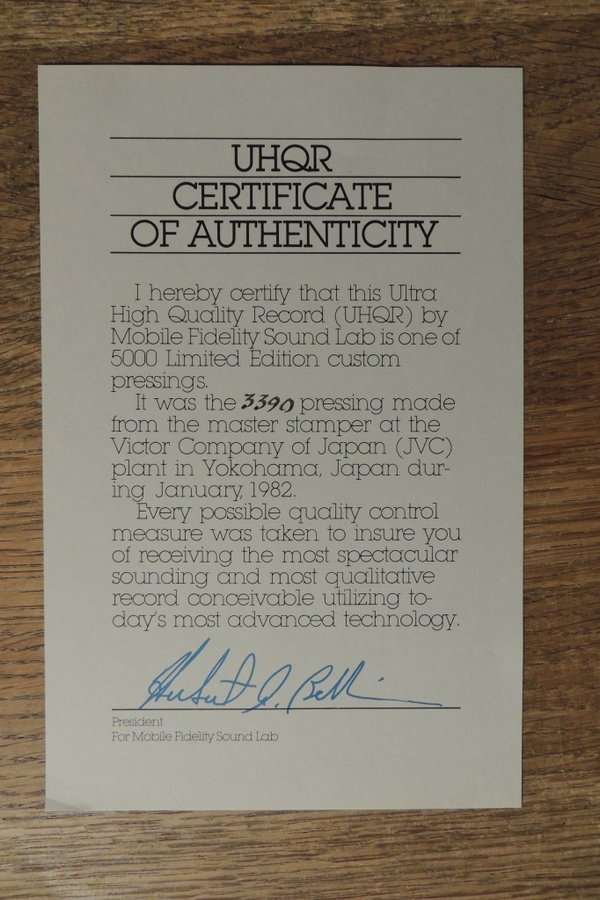 UHQR
CERTIFICATE
OF AUTHENTICITY
I hereby certify that this Ultra
High Quality Record (UHQR) by
Mobile Fidelity Sound Lab is one of
5000 Limited Edition custom
pressings.
It was the 3390 pressing made
from the master stamper at the
Victor Company of Japan (JVC)
plant in Yokohama, Japan dur-
ing January, 1982.
Every possible quality control
measure was taken to insure you
of receiving the most spectacular
sounding and most qualitative
record conceivable utilizing to-
day's most advanced technology.
President
For Mobile Fidelity Sound Lab